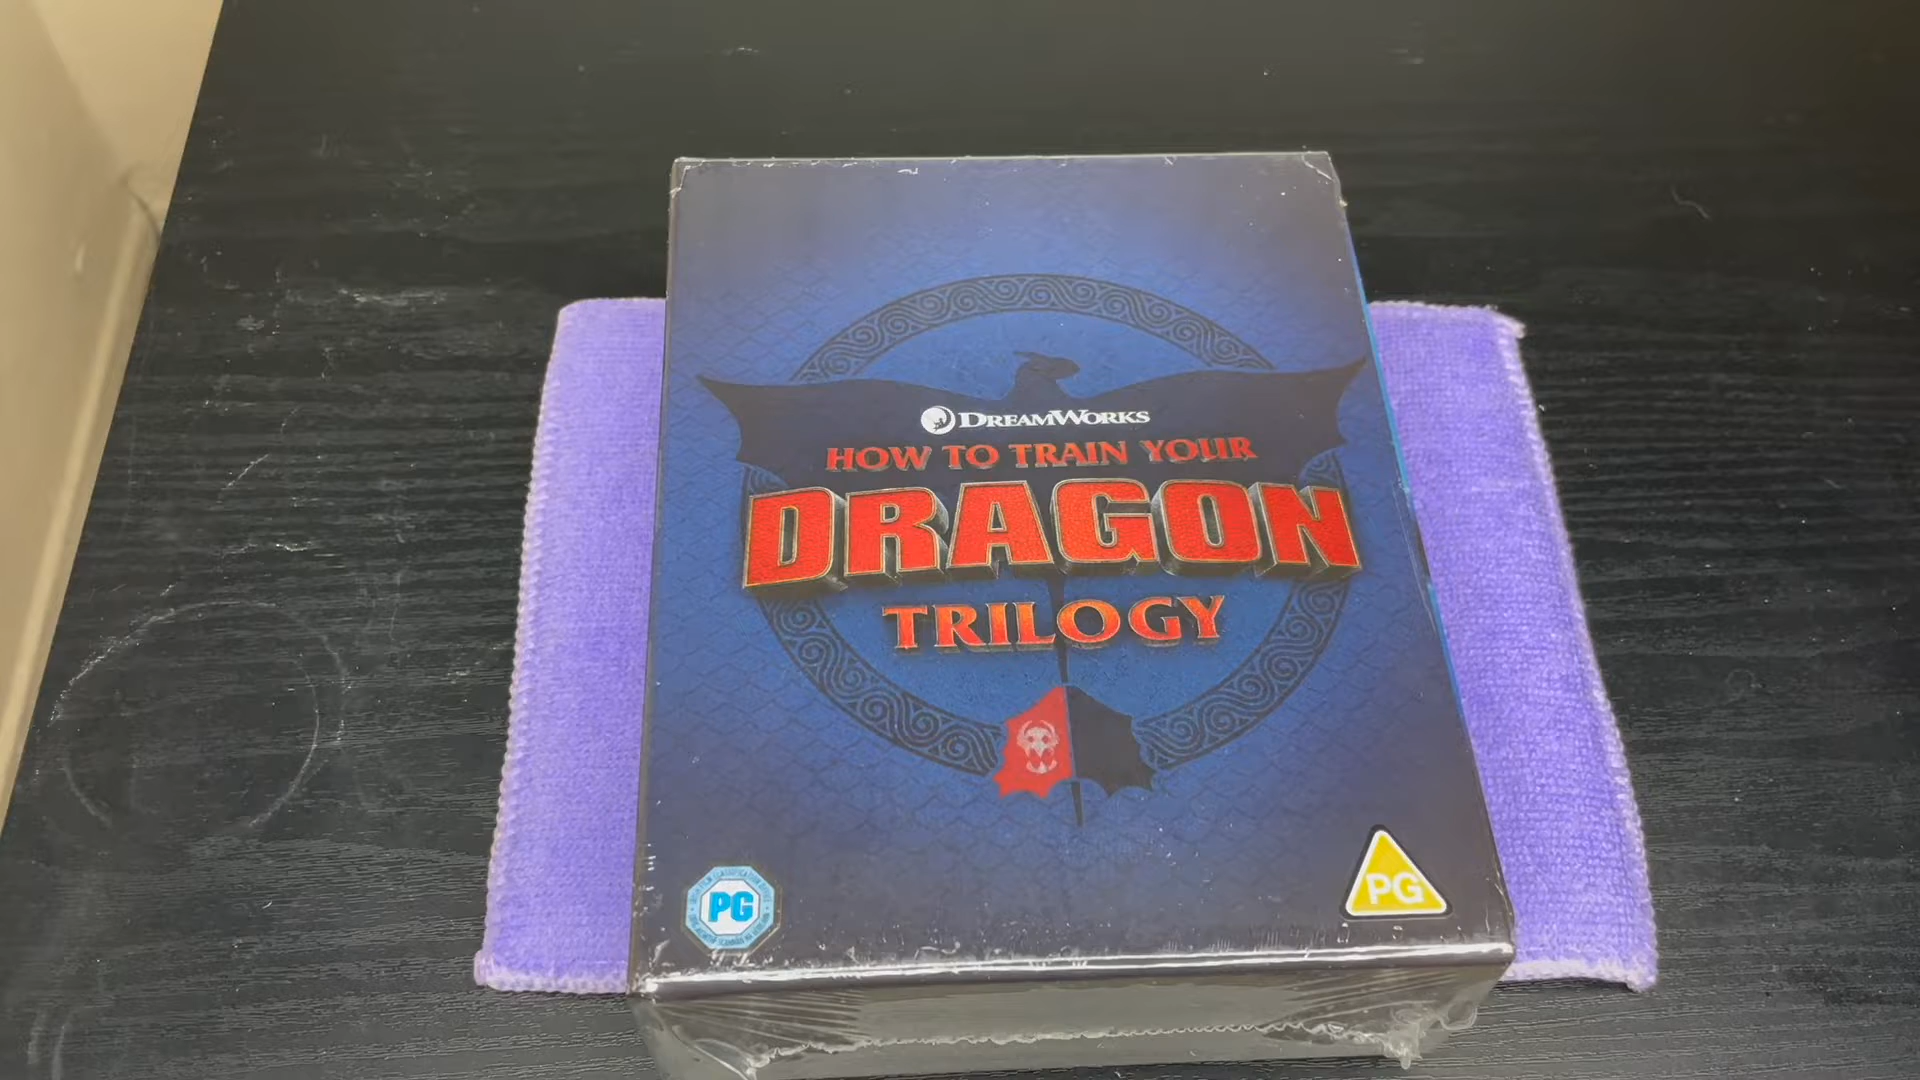 DREAMWORKS
HOW TO TRAIN YOUR
DRAGON
TRILOGY
PG
PG